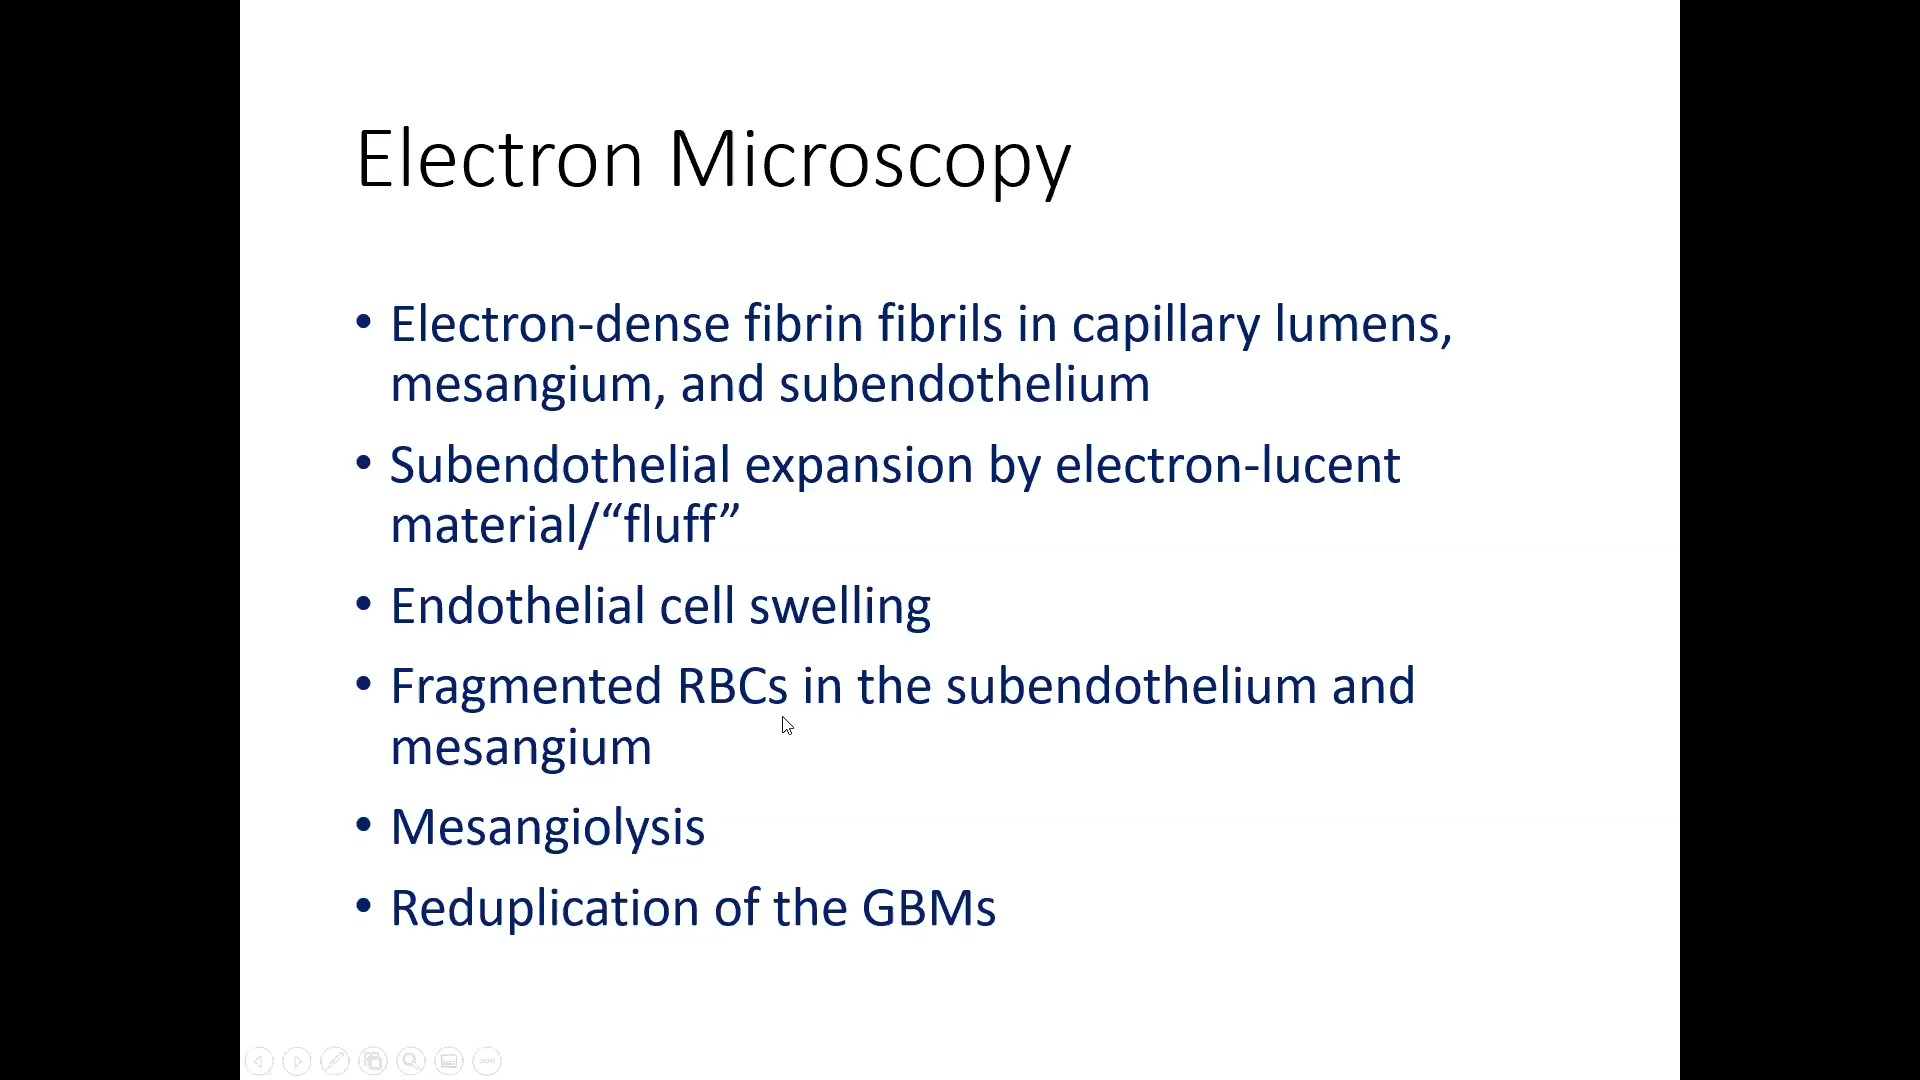 Electron Microscopy
• Electron-dense fibrin fibrils in capillary lumens,
mesangium, and subendothelium
• Subendothelial expansion by electron-lucent
material/“fluff”
• Endothelial cell swelling
• Fragmented RBCs in the subendothelium and
mesangium
• Mesangiolysis
• Reduplication of the GBMs